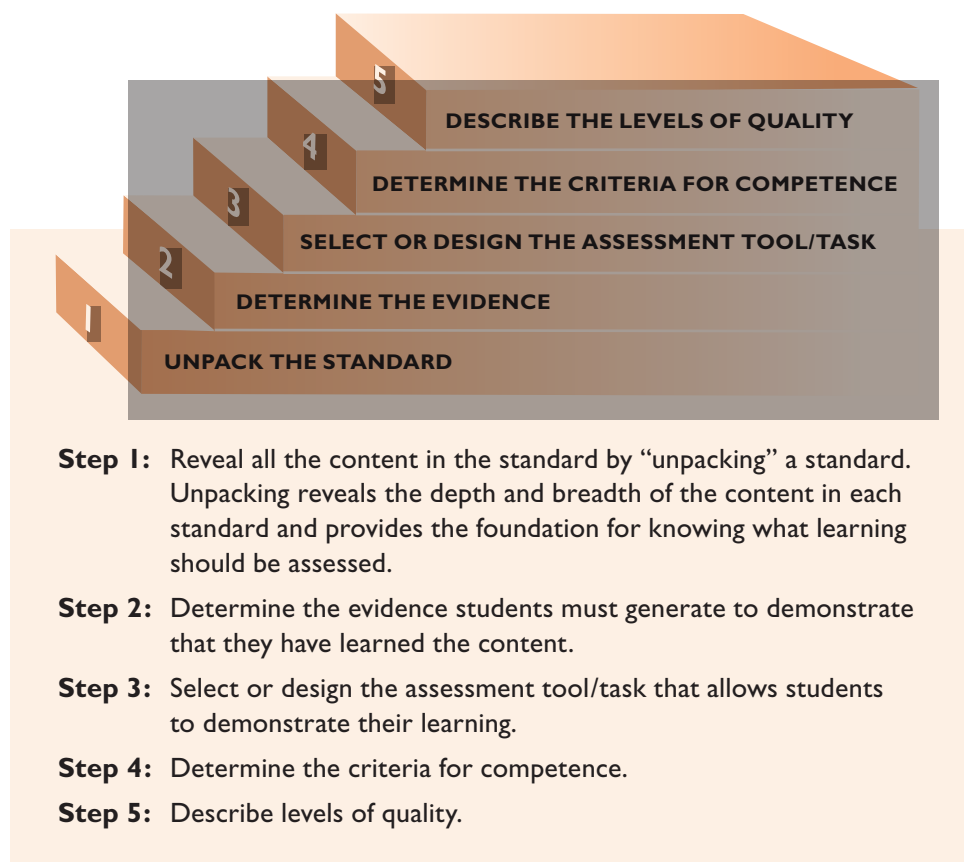 5
DESCRIBE THE LEVELS OF QUALITY
4
DETERMINE THE CRITERIA FOR COMPETENCE
3
SELECT OR DESIGN THE ASSESSMENT TOOL/TASK
2
DETERMINE THE EVIDENCE
1
UNPACK THE STANDARD
Step 1: Reveal all the content in the standard by “unpacking” a standard.
Unpacking reveals the depth and breadth of the content in each
standard and provides the foundation for knowing what learning
should be assessed.
Step 2: Determine the evidence students must generate to demonstrate
that they have learned the content.
Step 3: Select or design the assessment tool/task that allows students
to demonstrate their learning.
Step 4: Determine the criteria for competence.
Step 5: Describe levels of quality.